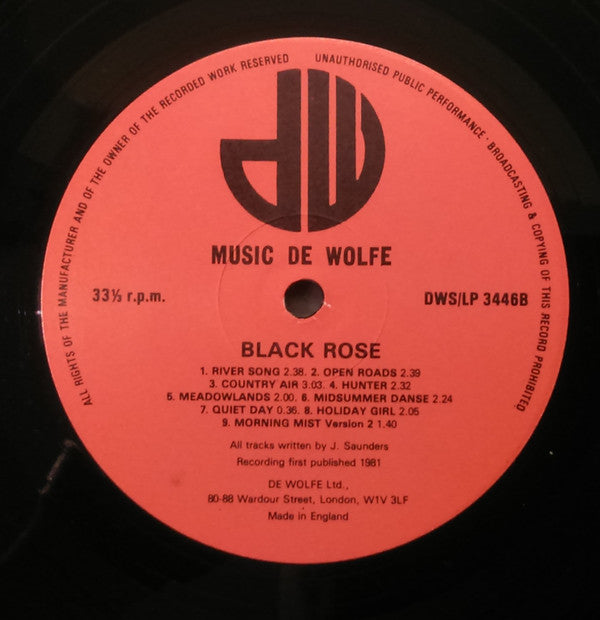 ALL RIGHTS OF THE MANUFACTURER AND OF THE OWNER OF THE RECORDED WORK RESERVED
UNAUTHORISED PUBLIC PERFORMANCE · BROADCASTING & COPYING OF THIS RECORD PROHIBITED
dW
MUSIC DE WOLFE
33⅓ r.p.m.
DWS/LP 3446B
BLACK ROSE
1. RIVER SONG 2.38. 2. OPEN ROADS 2.39
3. COUNTRY AIR 3.03. 4. HUNTER 2.32
5. MEADOWLANDS 2.00. 6. MIDSUMMER DANSE 2.24
7. QUIET DAY 0.36. 8. HOLIDAY GIRL 2.05
9. MORNING MIST Version 2 1.40
All tracks written by J. Saunders
Recording first published 1981
DE WOLFE Ltd.,
80-88 Wardour Street, London, W1V 3LF
Made in England